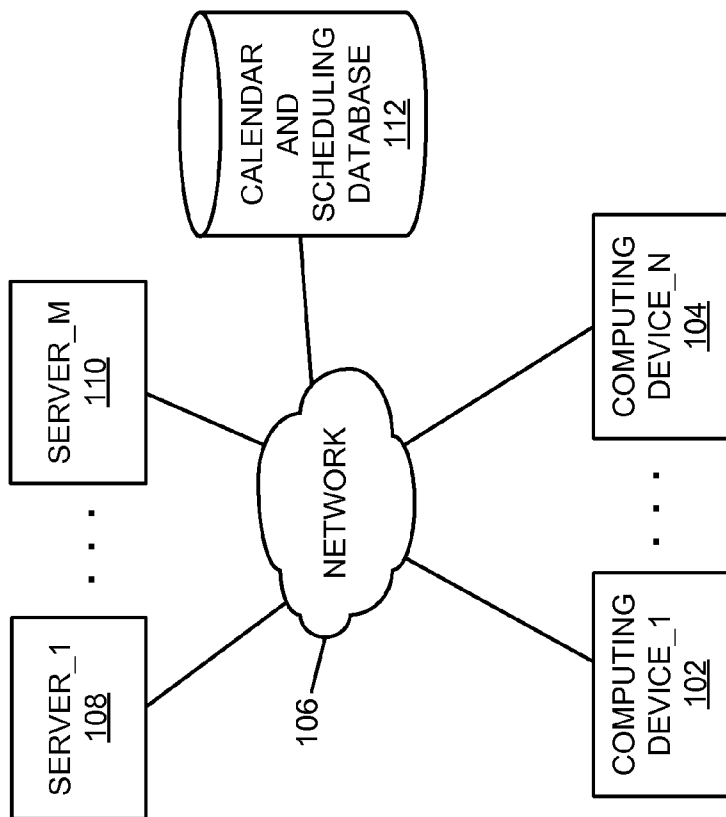 SERVER_1
108
. . .
SERVER_M
110
CALENDAR
AND
SCHEDULING
DATABASE
112
NETWORK
106
COMPUTING
DEVICE_1
102
. . .
COMPUTING
DEVICE_N
104